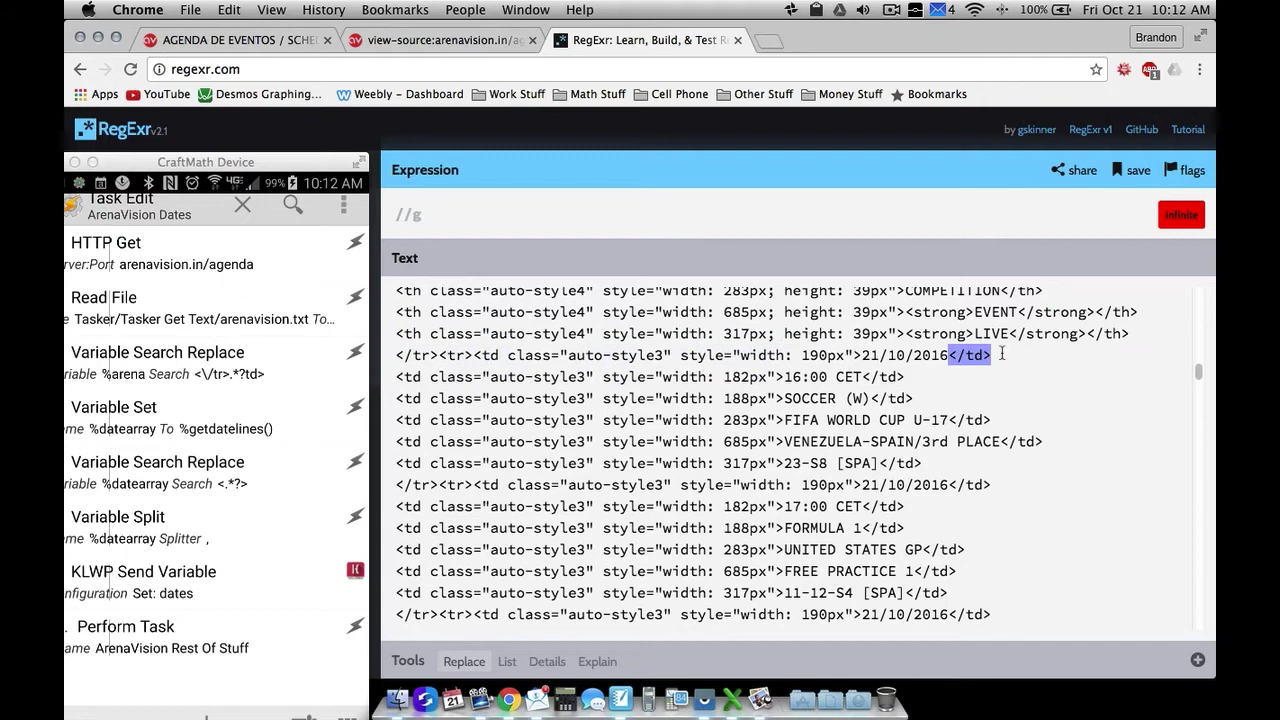 Chrome File Edit View History Bookmarks People Window Help 4 100% Fri Oct 21 10:12 AM
AGENDA DE EVENTOS / SCHED
view-source:arenavision.in/ag
RegExr: Learn, Build, & Test R
Brandon
regexr.com
Apps YouTube Desmos Graphing... Weebly - Dashboard Work Stuff Math Stuff Cell Phone Other Stuff Money Stuff Bookmarks
RegExr v2.1
by gskinner RegExr v1 GitHub Tutorial
CraftMath Device
4G 99% 10:12 AM
Task Edit
ArenaVision Dates
HTTP Get
erver:Port arenavision.in/agenda
Read File
e Tasker/Tasker Get Text/arenavision.txt To...
Variable Search Replace
ariable %arena Search <\/tr>.*?td>
Variable Set
ame %datearray To %getdatelines()
Variable Search Replace
ariable %datearray Search <.*?>
Variable Split
ame %datearray Splitter ,
KLWP Send Variable
onfiguration Set: dates
. Perform Task
ame ArenaVision Rest Of Stuff
Expression
share save flags
//g
infinite
Text
<th class="auto-style4" style="width: 283px; height: 39px">COMPETITION</th>
<th class="auto-style4" style="width: 685px; height: 39px"><strong>EVENT</strong></th>
<th class="auto-style4" style="width: 317px; height: 39px"><strong>LIVE</strong></th>
</tr><tr><td class="auto-style3" style="width: 190px">21/10/2016</td>
<td class="auto-style3" style="width: 182px">16:00 CET</td>
<td class="auto-style3" style="width: 188px">SOCCER (W)</td>
<td class="auto-style3" style="width: 283px">FIFA WORLD CUP U-17</td>
<td class="auto-style3" style="width: 685px">VENEZUELA-SPAIN/3rd PLACE</td>
<td class="auto-style3" style="width: 317px">23-S8 [SPA]</td>
</tr><tr><td class="auto-style3" style="width: 190px">21/10/2016</td>
<td class="auto-style3" style="width: 182px">17:00 CET</td>
<td class="auto-style3" style="width: 188px">FORMULA 1</td>
<td class="auto-style3" style="width: 283px">UNITED STATES GP</td>
<td class="auto-style3" style="width: 685px">FREE PRACTICE 1</td>
<td class="auto-style3" style="width: 317px">11-12-S4 [SPA]</td>
</tr><tr><td class="auto-style3" style="width: 190px">21/10/2016</td>
Tools Replace List Details Explain